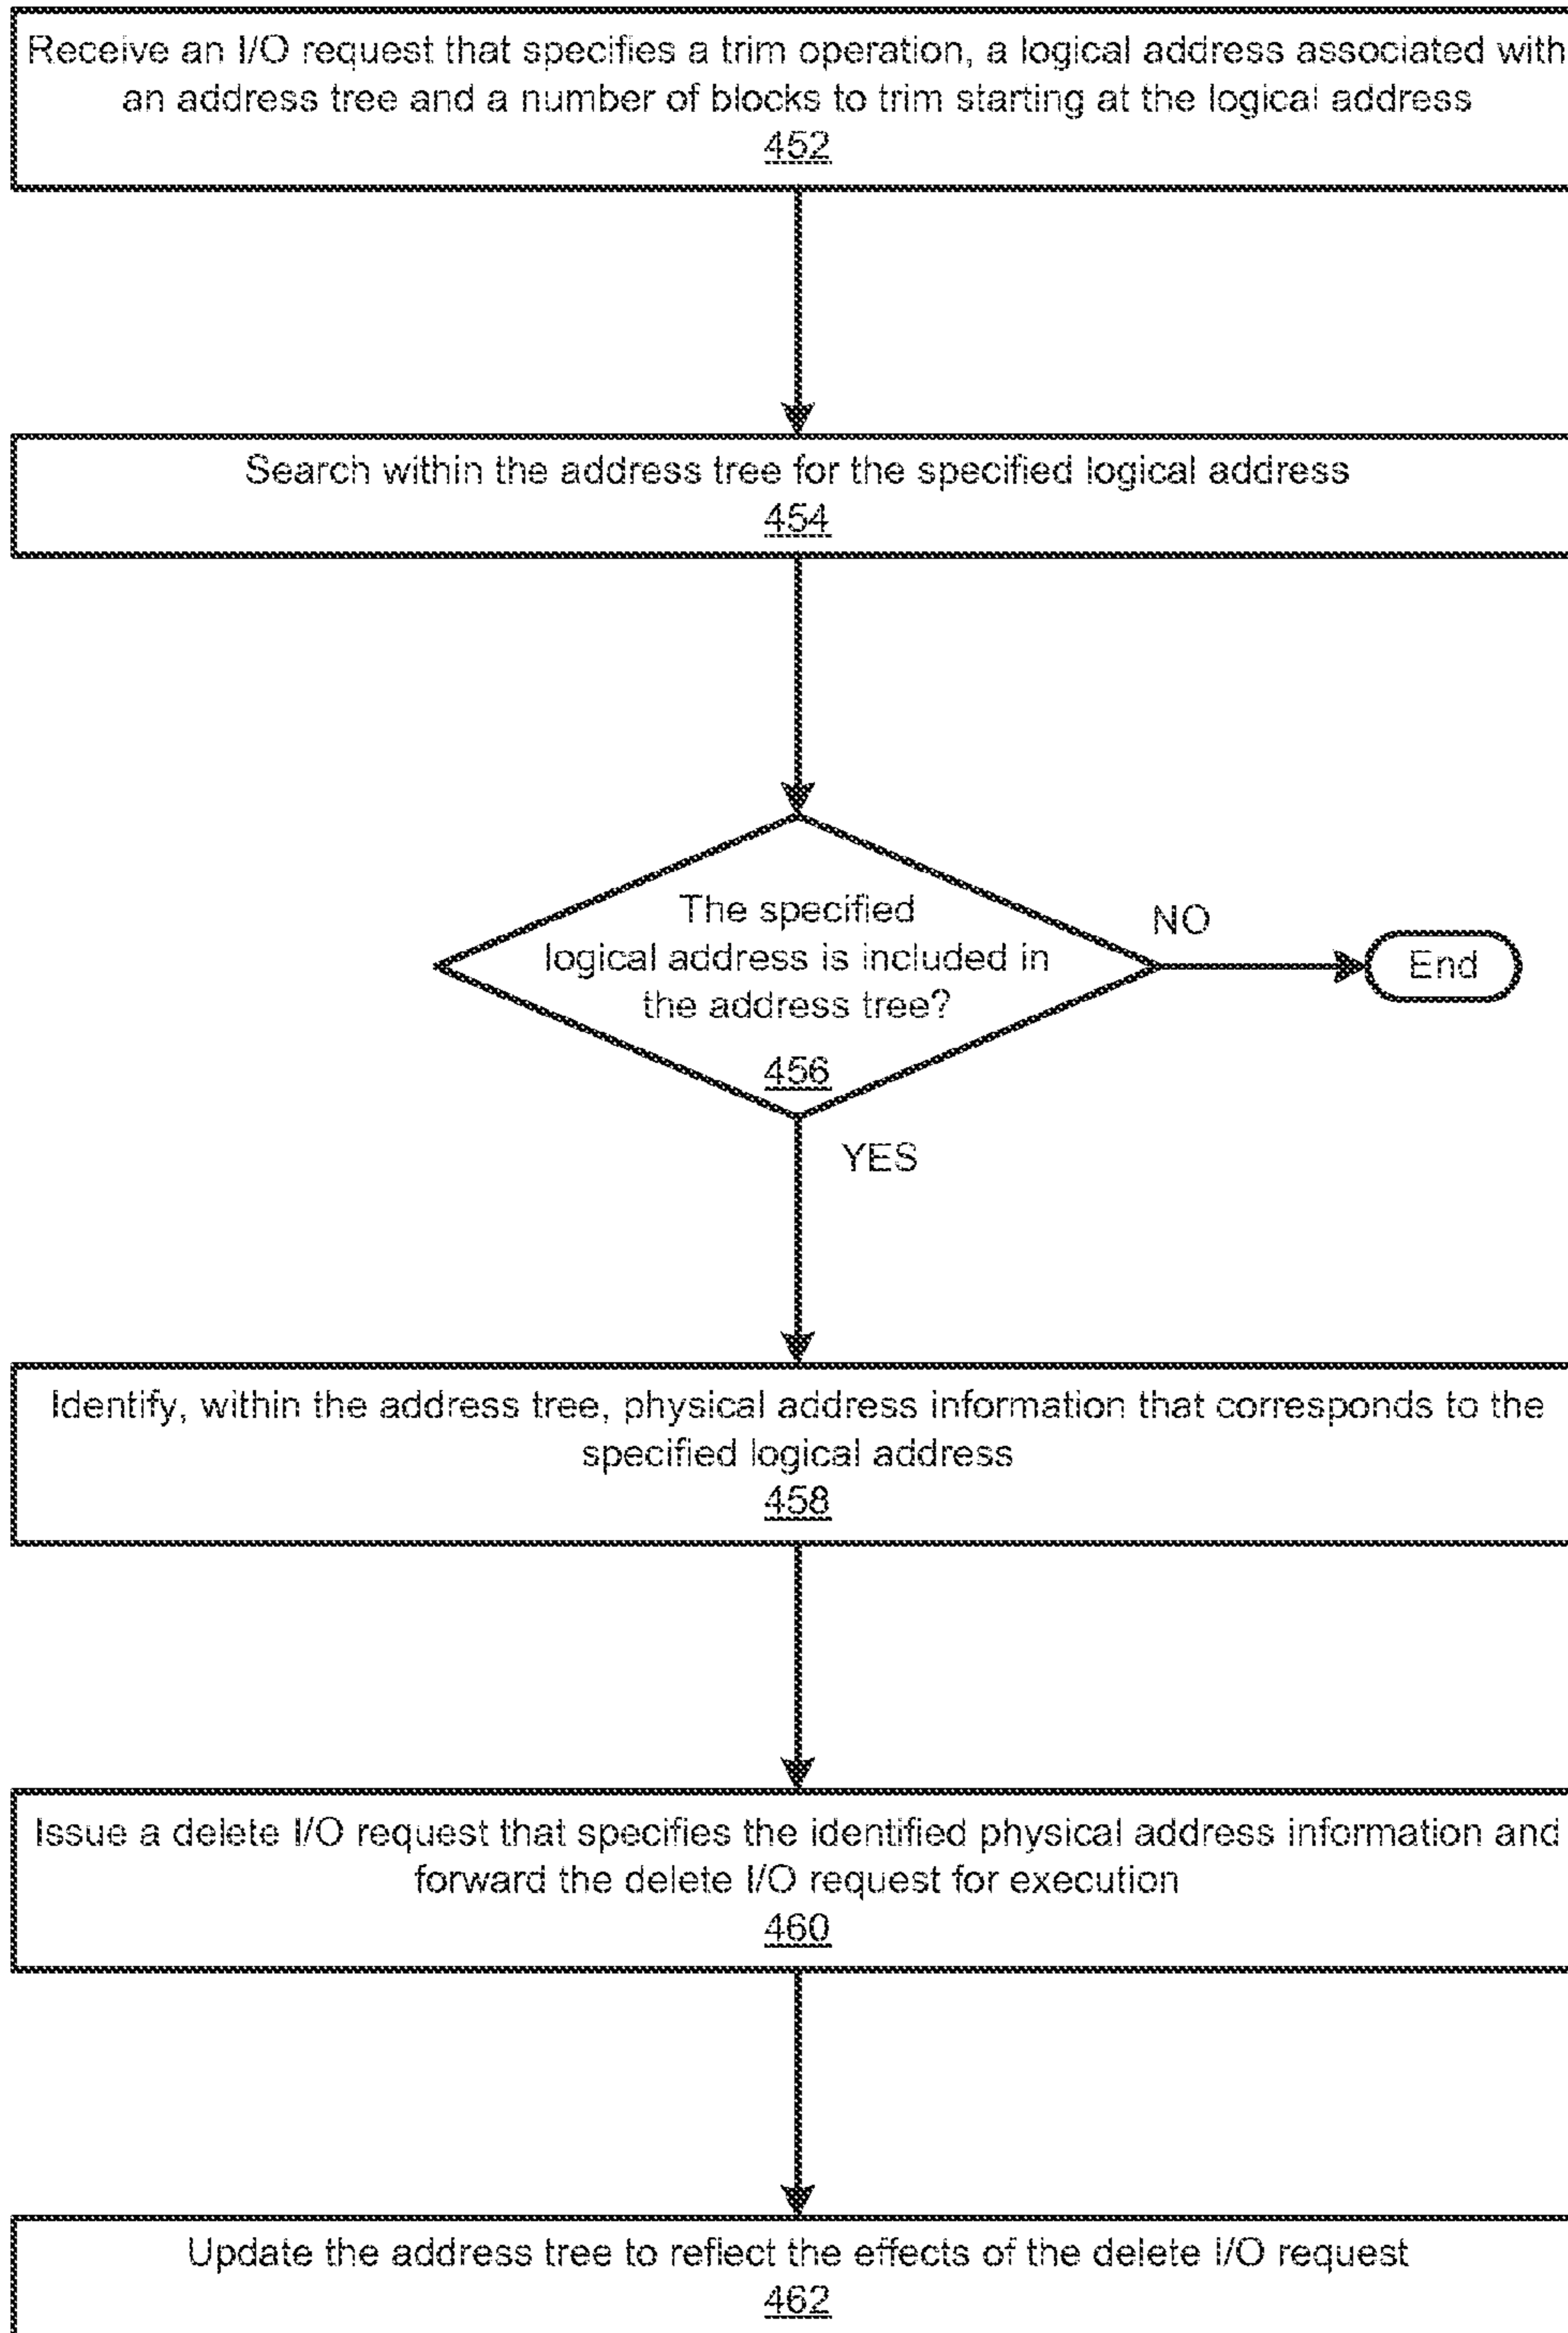 Receive an I/O request that specifies a trim operation, a logical address associated with
an address tree and a number of blocks to trim starting at the logical address
452
Search within the address tree for the specified logical address
454
The specified
logical address is included in
the address tree?
456
NO
End
YES
Identify, within the address tree, physical address information that corresponds to the
specified logical address
458
Issue a delete I/O request that specifies the identified physical address information and
forward the delete I/O request for execution
460
Update the address tree to reflect the effects of the delete I/O request
462